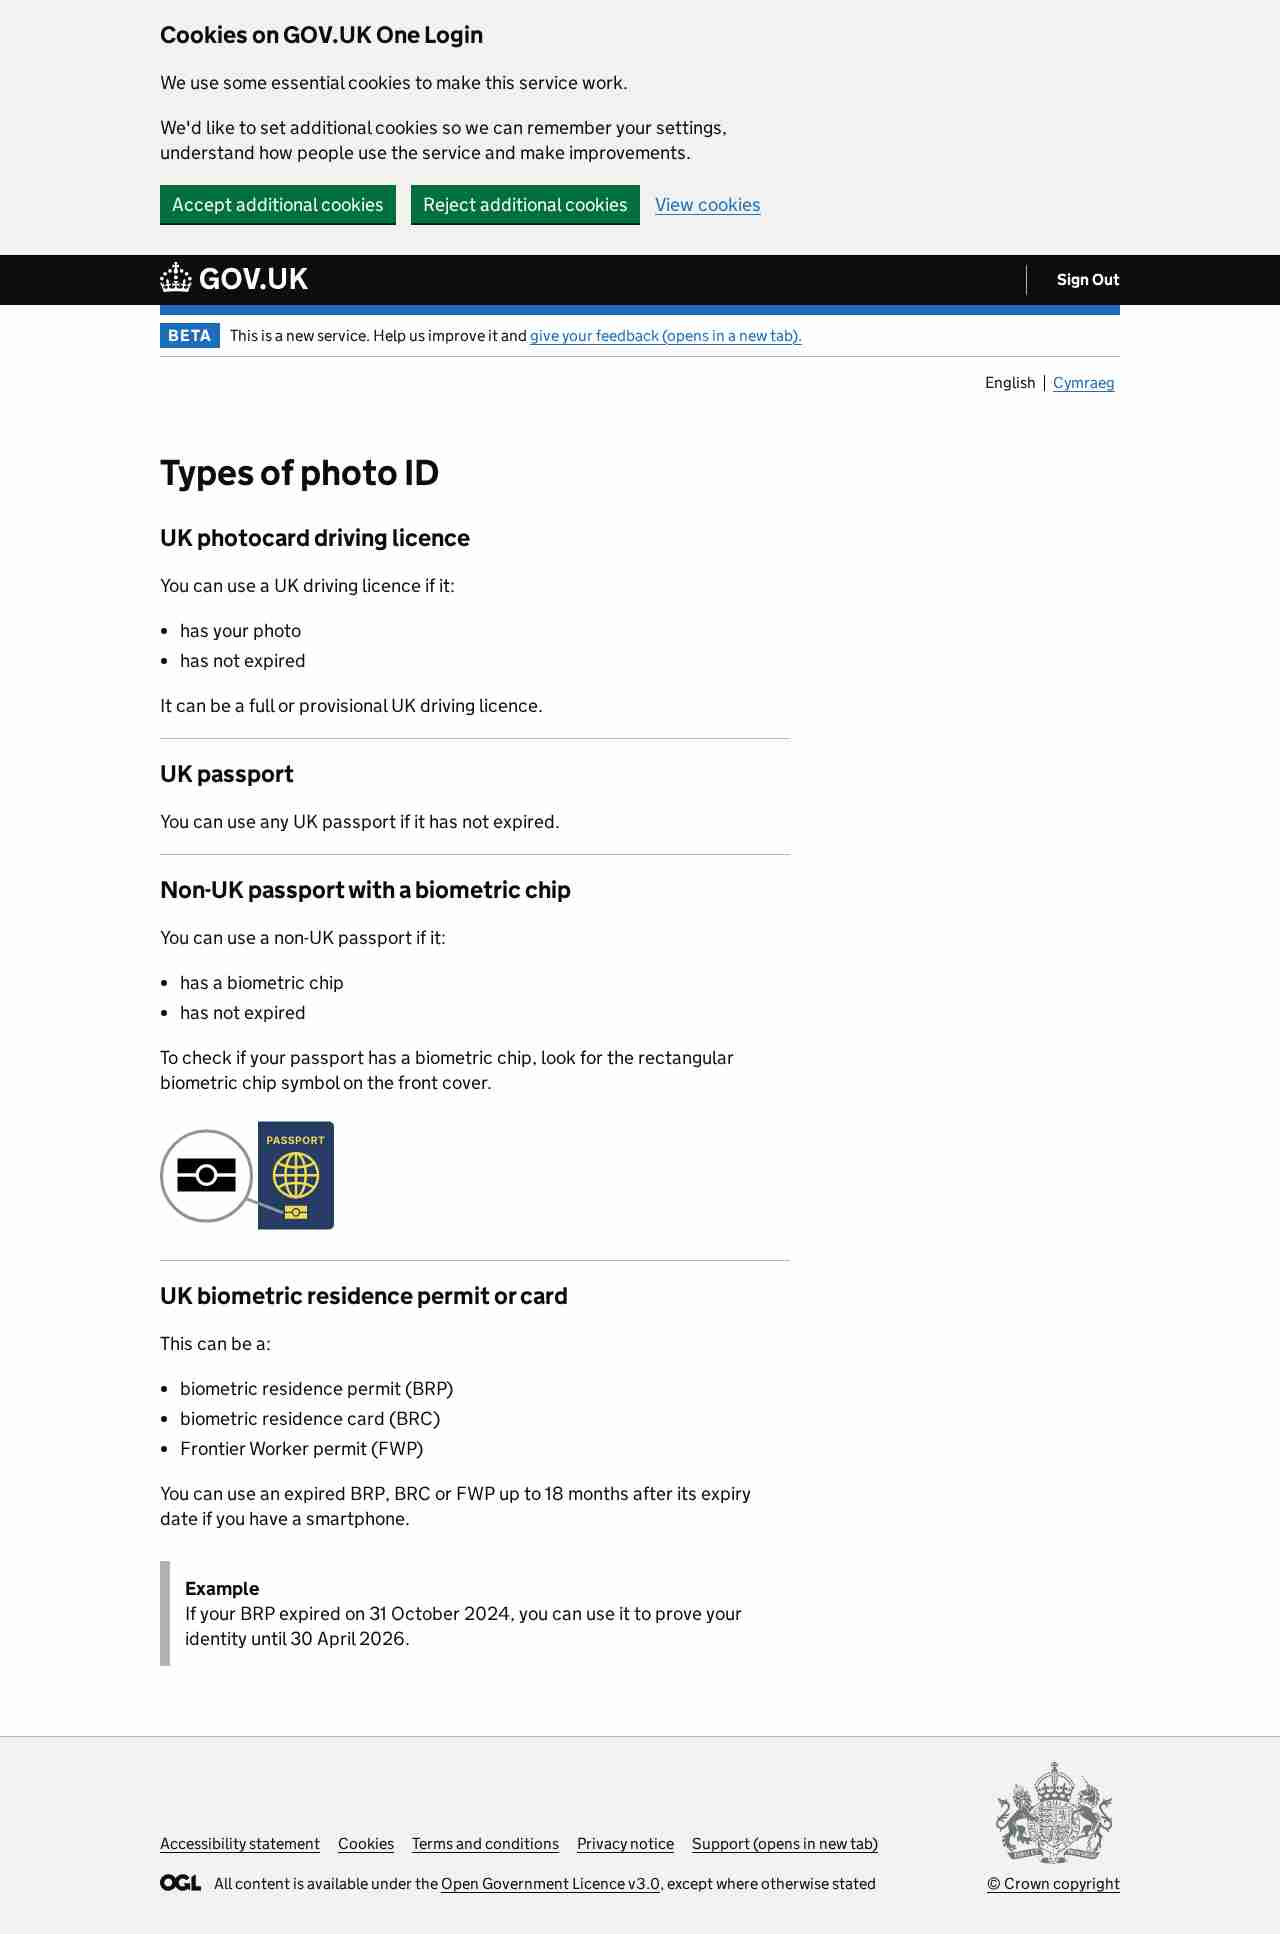 Cookies on GOV.UK One Login
We use some essential cookies to make this service work.
We'd like to set additional cookies so we can remember your settings,
understand how people use the service and make improvements.
Accept additional cookies Reject additional cookies View cookies
GOV.UK Sign Out
BETA This is a new service. Help us improve it and give your feedback (opens in a new tab).
English Cymraeg
Types of photo ID
UK photocard driving licence
You can use a UK driving licence if it:
• has your photo
• has not expired
It can be a full or provisional UK driving licence.
UK passport
You can use any UK passport if it has not expired.
Non-UK passport with a biometric chip
You can use a non-UK passport if it:
• has a biometric chip
• has not expired
To check if your passport has a biometric chip, look for the rectangular
biometric chip symbol on the front cover.
PASSPORT
UK biometric residence permit or card
This can be a:
• biometric residence permit (BRP)
• biometric residence card (BRC)
• Frontier Worker permit (FWP)
You can use an expired BRP, BRC or FWP up to 18 months after its expiry
date if you have a smartphone.
Example
If your BRP expired on 31 October 2024, you can use it to prove your
identity until 30 April 2026.
Accessibility statement Cookies Terms and conditions Privacy notice Support (opens in new tab)
OGL All content is available under the Open Government Licence v3.0, except where otherwise stated
© Crown copyright